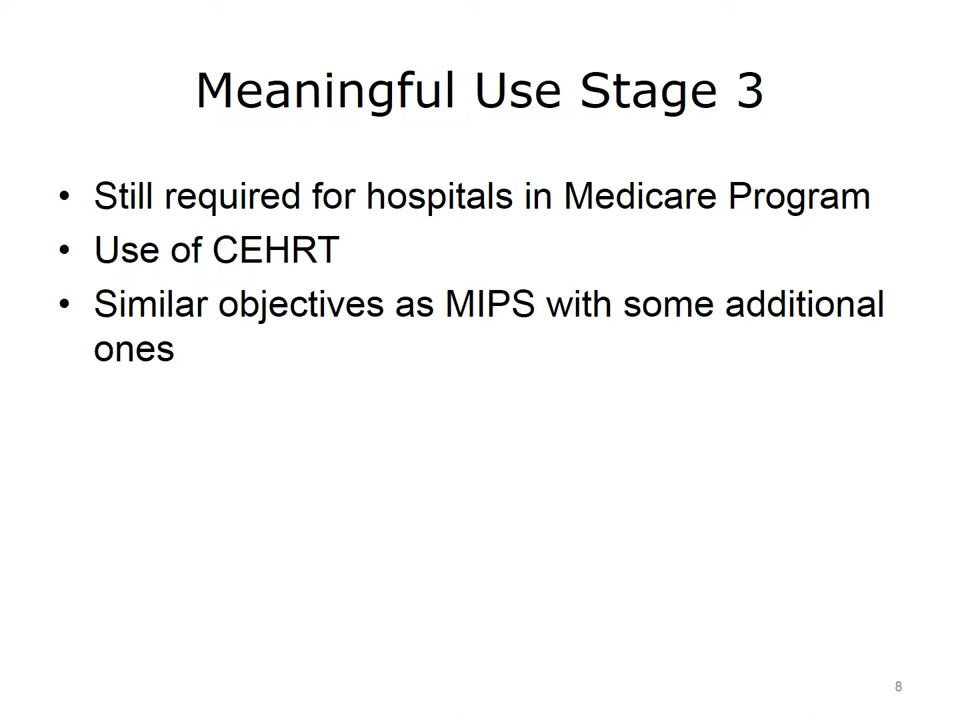 Meaningful Use Stage 3
• Still required for hospitals in Medicare Program
• Use of CEHRT
• Similar objectives as MIPS with some additional
ones
8